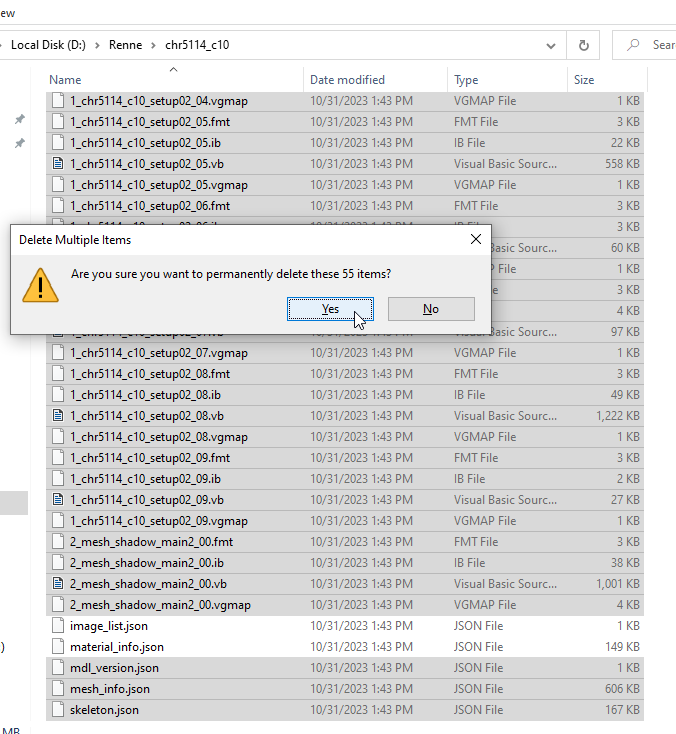 ew
Local Disk (D:) > Renne > chr5114_c10
Sear
Name Date modified Type Size
1_chr5114_c10_setup02_04.vgmap 10/31/2023 1:43 PM VGMAP File 1 KB
1_chr5114_c10_setup02_05.fmt 10/31/2023 1:43 PM FMT File 3 KB
1_chr5114_c10_setup02_05.ib 10/31/2023 1:43 PM IB File 22 KB
1_chr5114_c10_setup02_05.vb 10/31/2023 1:43 PM Visual Basic Sourc... 558 KB
1_chr5114_c10_setup02_05.vgmap 10/31/2023 1:43 PM VGMAP File 1 KB
1_chr5114_c10_setup02_06.fmt 10/31/2023 1:43 PM FMT File 3 KB
3 KB
Delete Multiple Items
Basic Sourc... 60 KB
Are you sure you want to permanently delete these 55 items?
AP File 1 KB
e 3 KB
Yes No
4 KB
Visual Basic Sourc... 97 KB
1_chr5114_c10_setup02_07.vgmap 10/31/2023 1:43 PM VGMAP File 1 KB
1_chr5114_c10_setup02_08.fmt 10/31/2023 1:43 PM FMT File 3 KB
1_chr5114_c10_setup02_08.ib 10/31/2023 1:43 PM IB File 49 KB
1_chr5114_c10_setup02_08.vb 10/31/2023 1:43 PM Visual Basic Sourc... 1,222 KB
1_chr5114_c10_setup02_08.vgmap 10/31/2023 1:43 PM VGMAP File 1 KB
1_chr5114_c10_setup02_09.fmt 10/31/2023 1:43 PM FMT File 3 KB
1_chr5114_c10_setup02_09.ib 10/31/2023 1:43 PM IB File 2 KB
1_chr5114_c10_setup02_09.vb 10/31/2023 1:43 PM Visual Basic Sourc... 27 KB
1_chr5114_c10_setup02_09.vgmap 10/31/2023 1:43 PM VGMAP File 1 KB
2_mesh_shadow_main2_00.fmt 10/31/2023 1:43 PM FMT File 3 KB
2_mesh_shadow_main2_00.ib 10/31/2023 1:43 PM IB File 38 KB
2_mesh_shadow_main2_00.vb 10/31/2023 1:43 PM Visual Basic Sourc... 1,001 KB
2_mesh_shadow_main2_00.vgmap 10/31/2023 1:43 PM VGMAP File 4 KB
image_list.json 10/31/2023 1:43 PM JSON File 1 KB
:) material_info.json 10/31/2023 1:43 PM JSON File 149 KB
mdl_version.json 10/31/2023 1:43 PM JSON File 1 KB
mesh_info.json 10/31/2023 1:43 PM JSON File 606 KB
skeleton.json 10/31/2023 1:43 PM JSON File 167 KB
MB